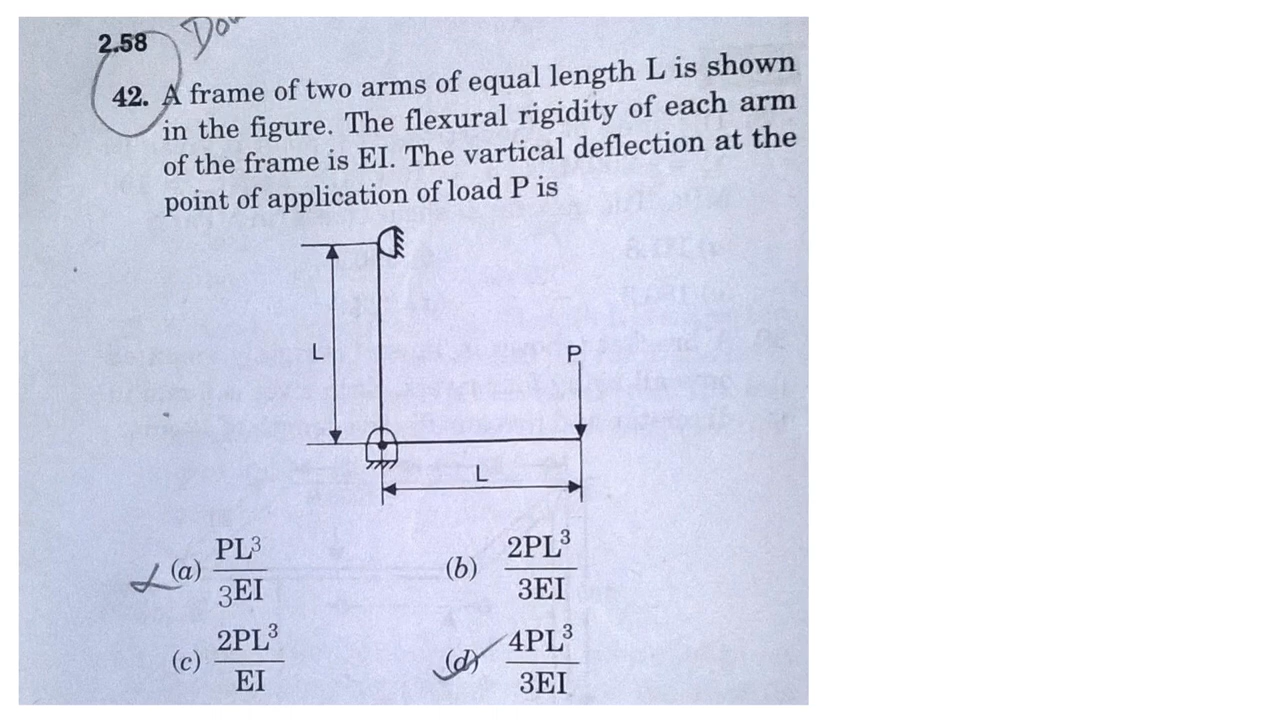 2.58
42. A frame of two arms of equal length L is shown
in the figure. The flexural rigidity of each arm
of the frame is EI. The vartical deflection at the
point of application of load P is
L
P
L
(a) PL³/3EI
(b) 2PL³/3EI
(c) 2PL³/EI
(d) 4PL³/3EI